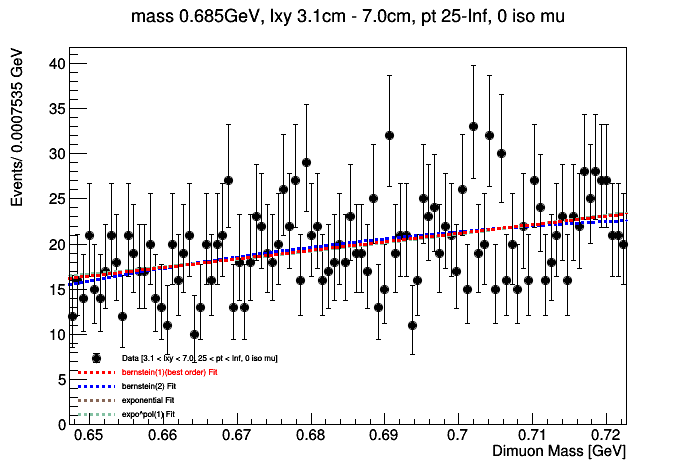 mass 0.685GeV, lxy 3.1cm - 7.0cm, pt 25-Inf, 0 iso mu
Events/ 0.0007535 GeV
40
35
30
25
20
15
10
5
0
Data [3.1 < lxy < 7.0, 25 < pt < Inf, 0 iso mu]
bernstein(1)(best order) Fit
bernstein(2) Fit
exponential Fit
expo*pol(1) Fit
0.65 0.66 0.67 0.68 0.69 0.7 0.71 0.72
Dimuon Mass [GeV]